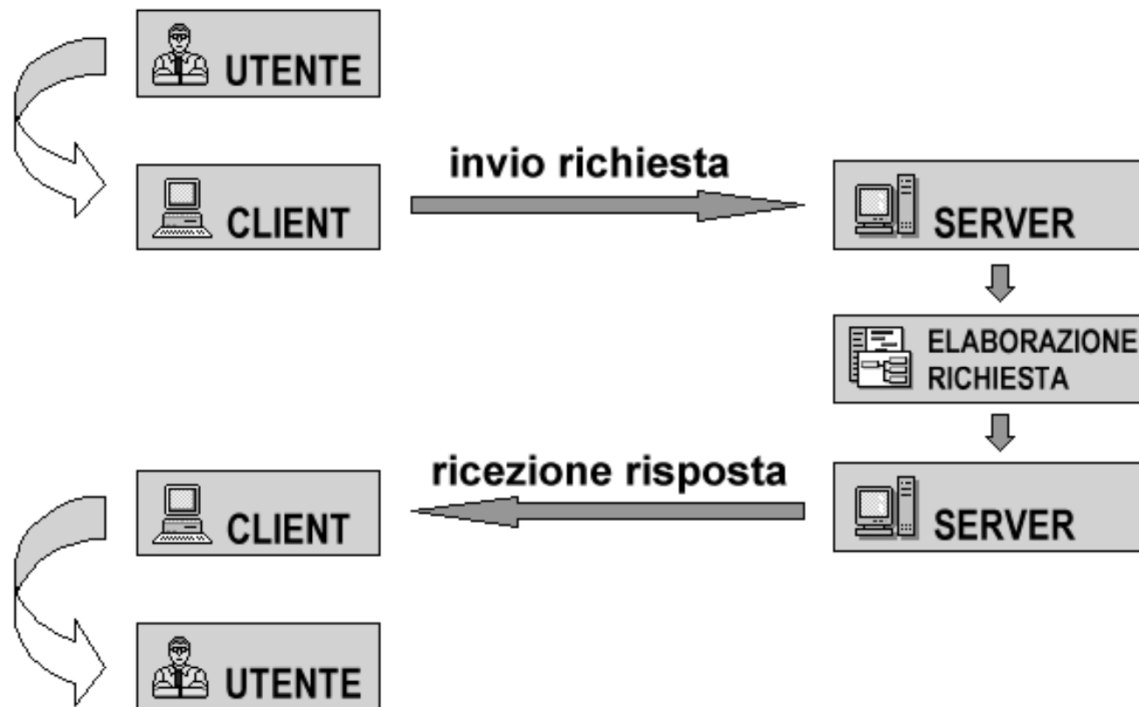 UTENTE
invio richiesta
CLIENT
SERVER
ELABORAZIONE
RICHIESTA
ricezione risposta
CLIENT
SERVER
UTENTE